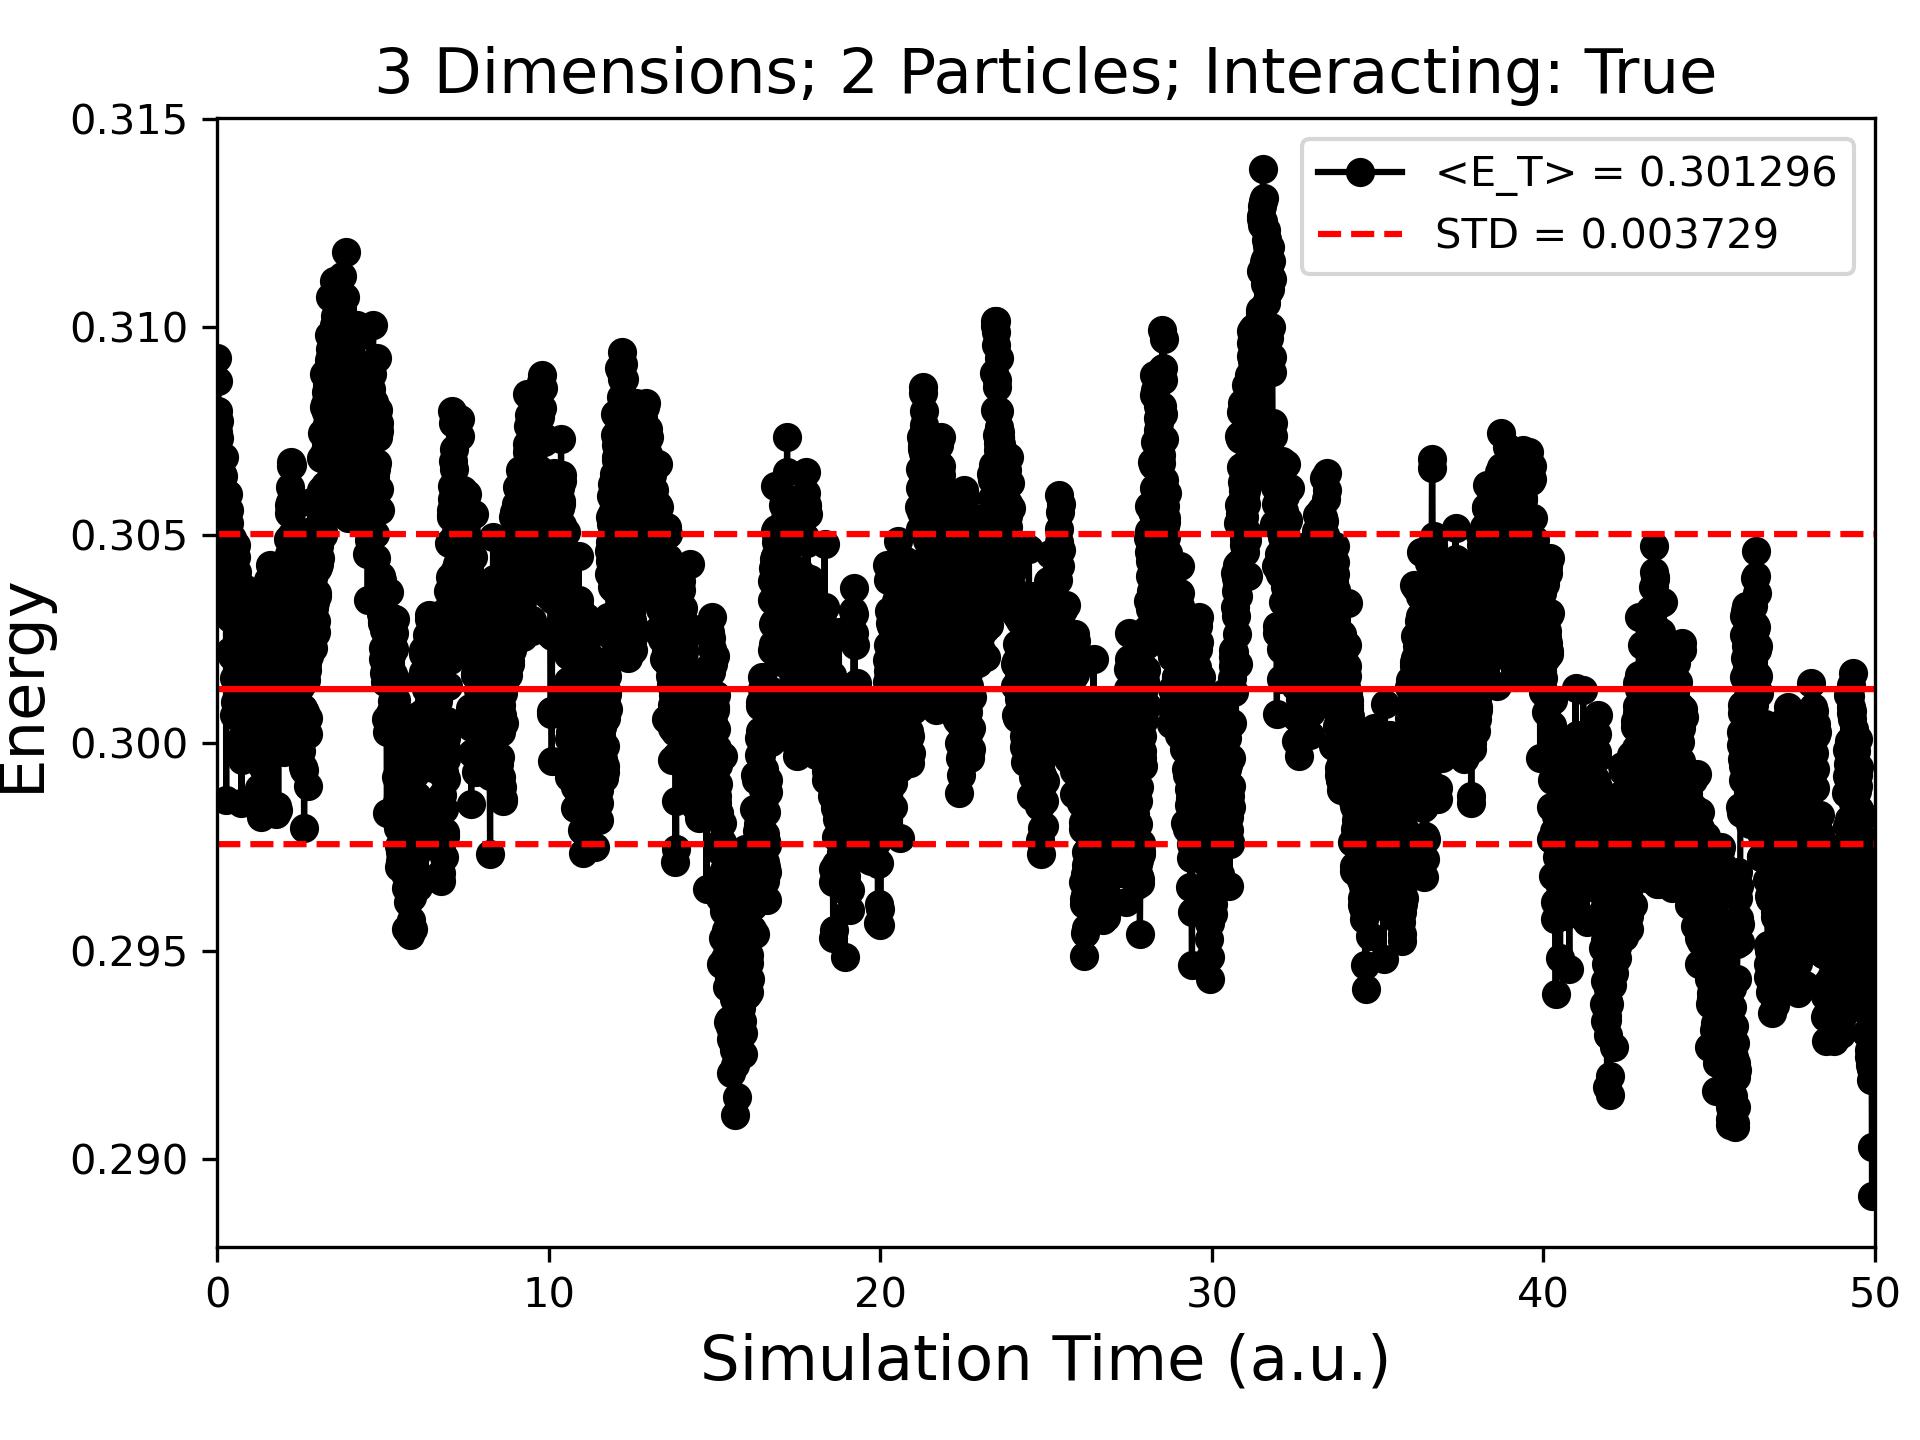 3 Dimensions; 2 Particles; Interacting: True
<E_T> = 0.301296
STD = 0.003729
Energy
0.315
0.310
0.305
0.300
0.295
0.290
0
10
20
30
40
50
Simulation Time (a.u.)